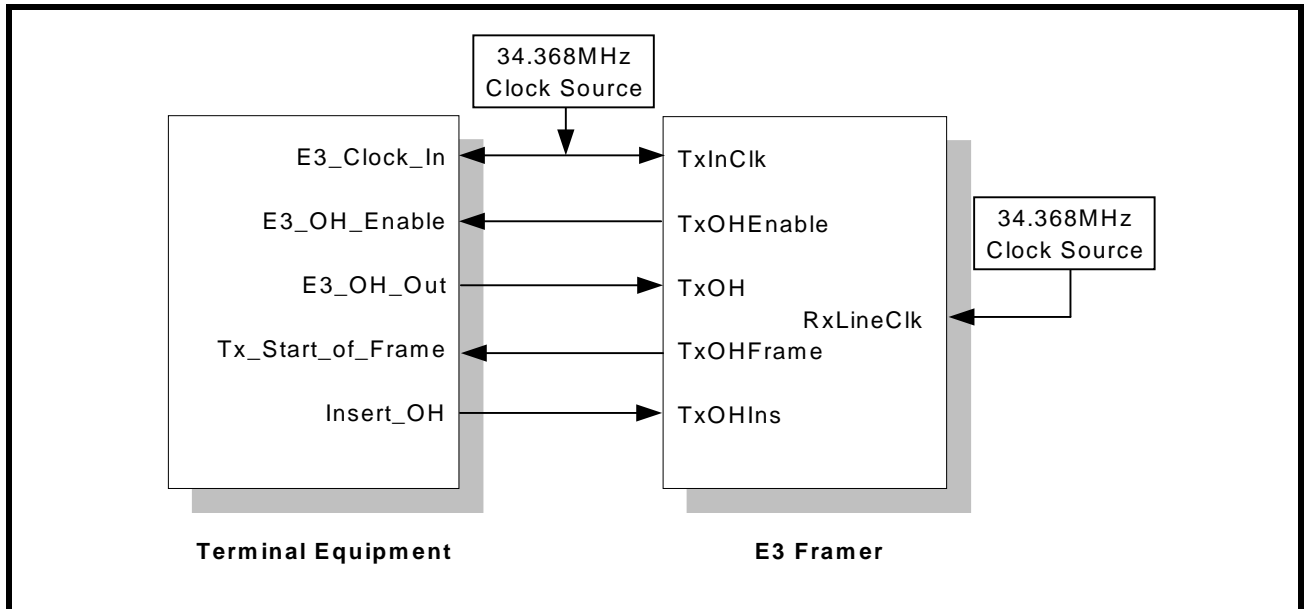 34.368MHz
Clock Source
E3_Clock_In
TxInClk
E3_OH_Enable
TxOHEnable
34.368MHz
Clock Source
E3_OH_Out
TxOH
RxLineClk
Tx_Start_of_Frame
TxOHFrame
Insert_OH
TxOHIns
Terminal Equipment
E3 Framer